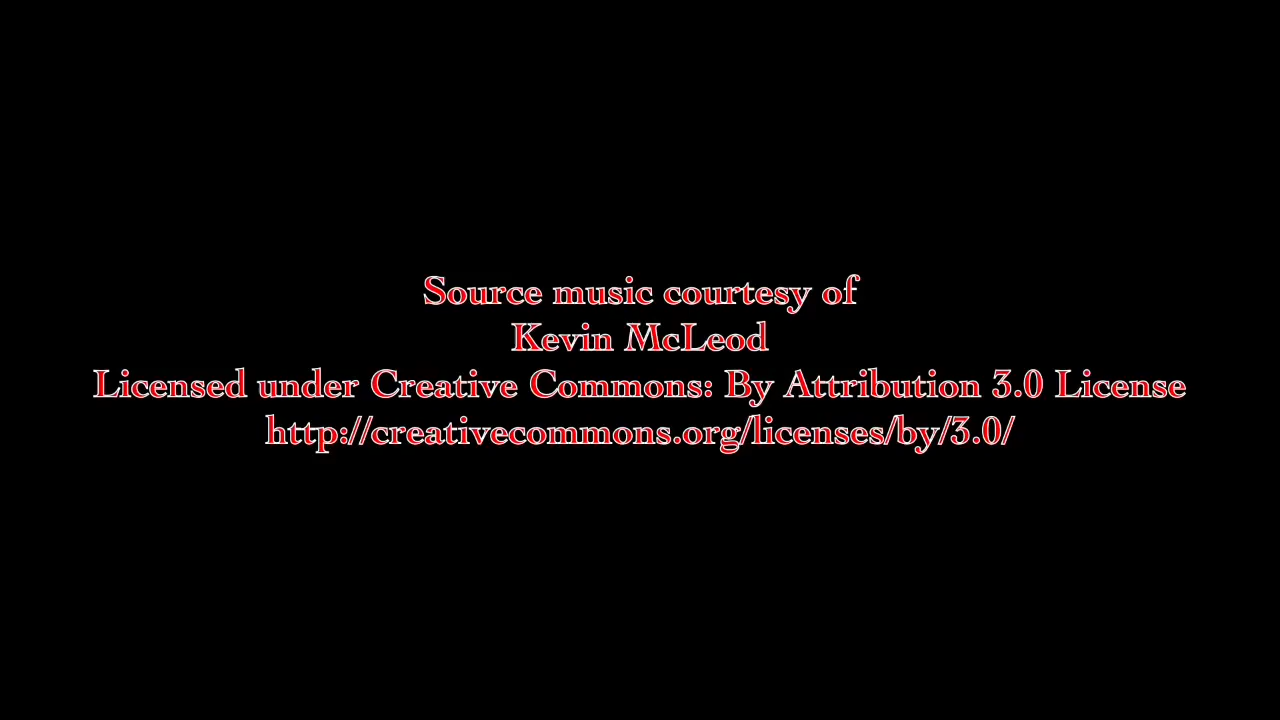 Source music courtesy of
Kevin McLeod
Licensed under Creative Commons: By Attribution 3.0 License
http://creativecommons.org/licenses/by/3.0/